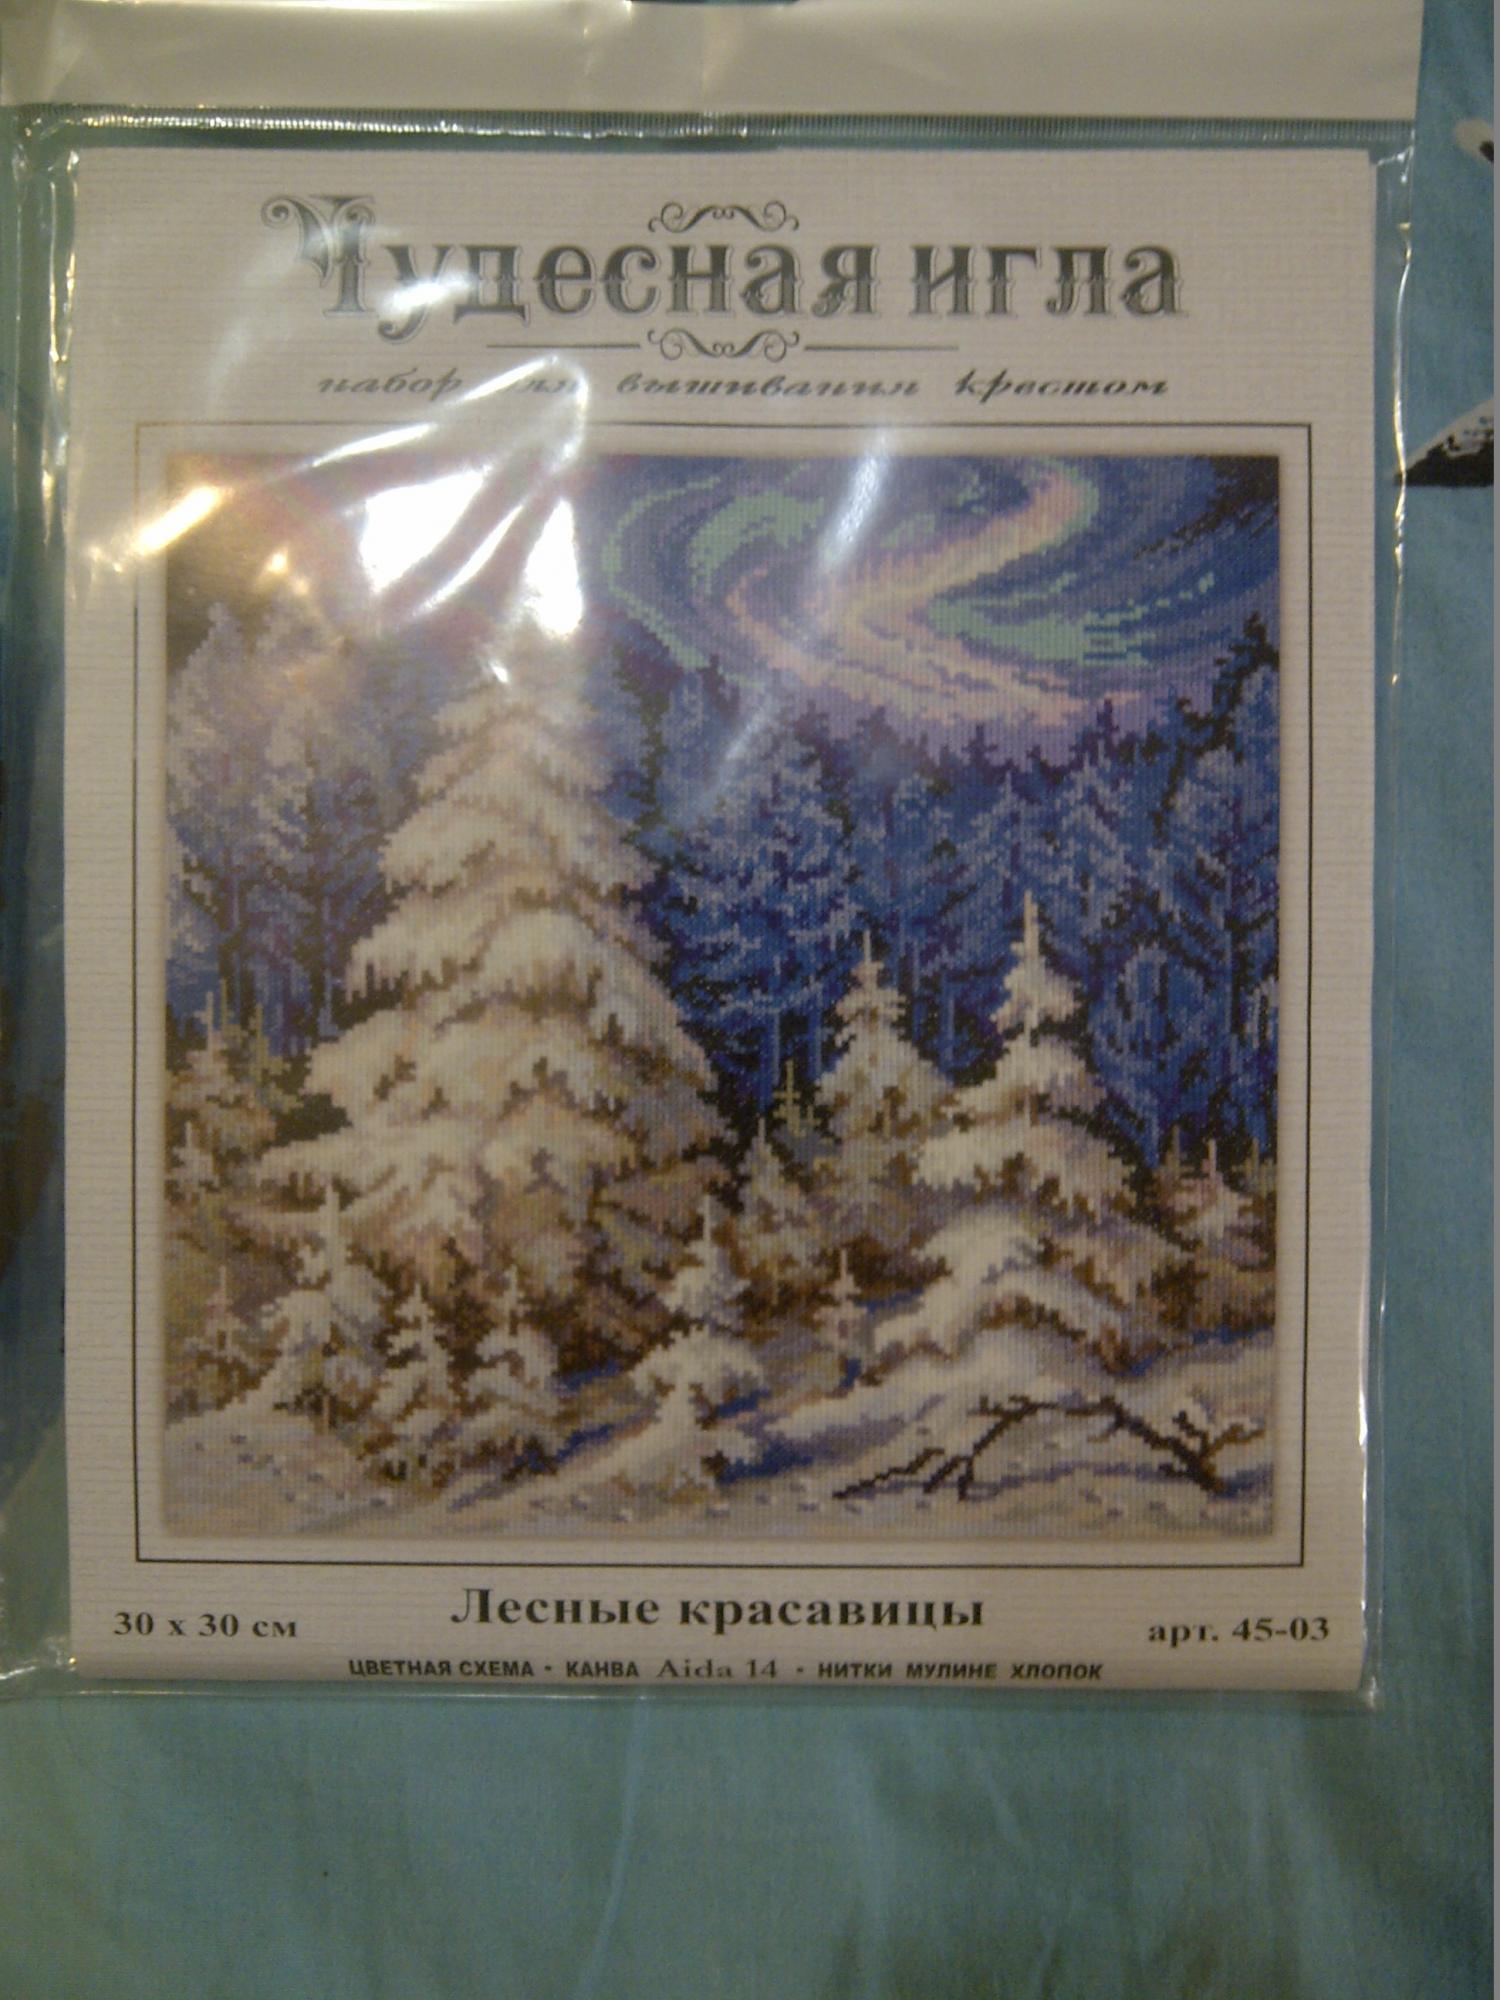 Чудесная игла
набор для вышивания крестом
Лесные красавицы
30 x 30 см
арт. 45-03
ЦВЕТНАЯ СХЕМА • КАНВА Aida 14 • НИТКИ МУЛИНЕ ХЛОПОК